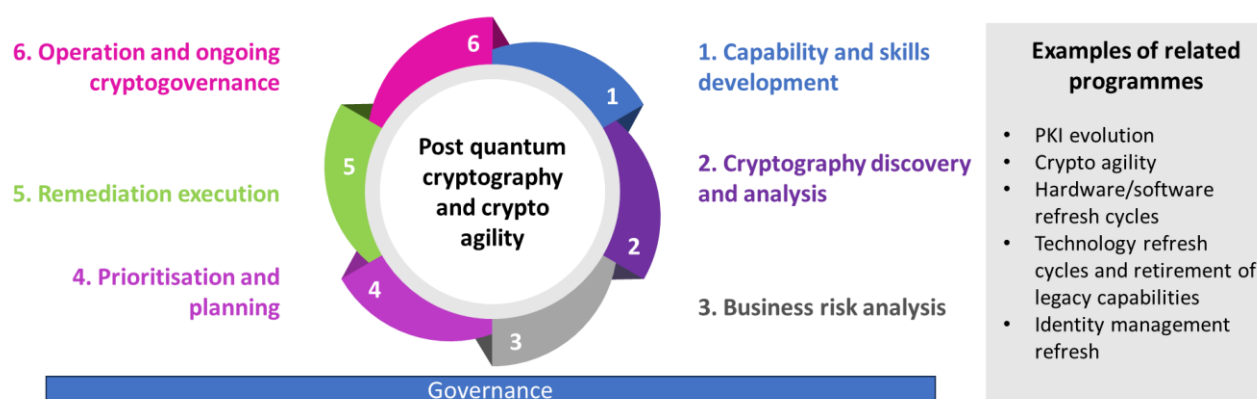 6. Operation and ongoing
cryptogovernance
5. Remediation execution
4. Prioritisation and
planning
6
1
5
2
4
3
Post quantum
cryptography
and crypto
agility
1. Capability and skills
development
2. Cryptography discovery
and analysis
3. Business risk analysis
Governance
Examples of related
programmes
• PKI evolution
• Crypto agility
• Hardware/software
refresh cycles
• Technology refresh
cycles and retirement of
legacy capabilities
• Identity management
refresh